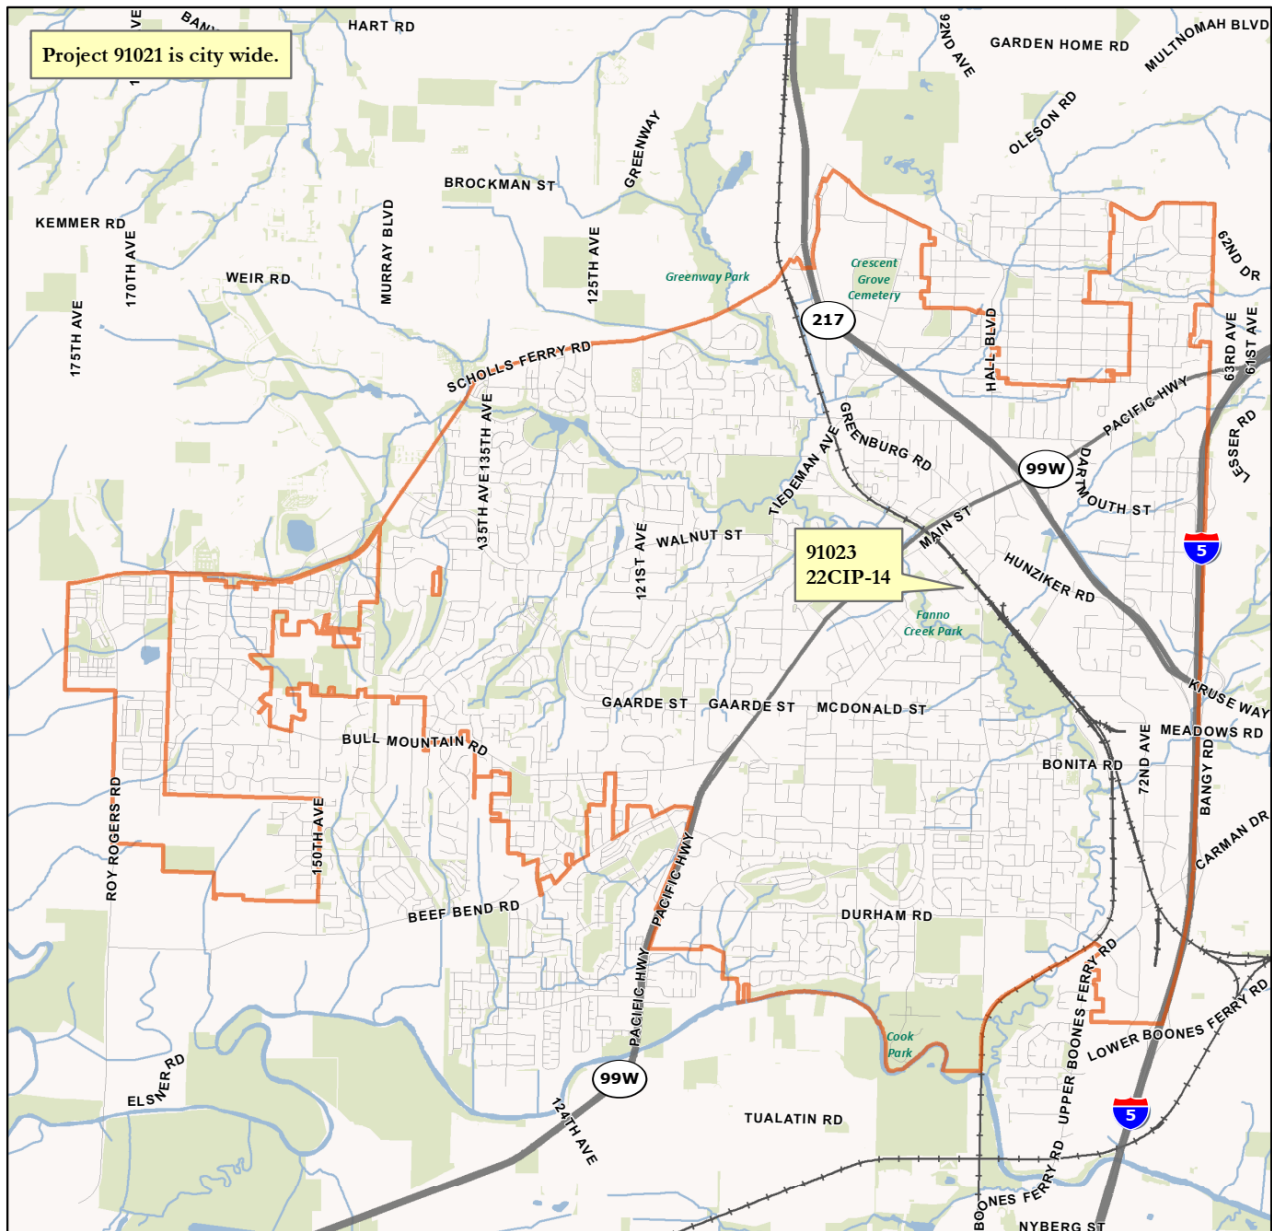 BAN
AVE
HART RD
Project 91021 is city wide.
92ND AVE
GARDEN HOME RD
MULTNOMAH BLVD
OLESON RD
GREENWAY
BROCKMAN ST
KEMMER RD
170TH AVE
MURRAY BLVD
125TH AVE
62ND DR
WEIR RD
Greenway Park
Crescent
Grove
Cemetery
175TH AVE
217
HALL BLVD
63RD AVE
61ST AVE
SCHOLLS FERRY RD
PACIFIC HWY
135TH AVE
135TH AVE
GREENBURG RD
TIEDEMAN AVE
LESSER RD
99W
DARTMOUTH ST
MAIN ST
WALNUT ST
121ST AVE
91023
22CIP-14
5
HUNZIKER RD
Fanno
Creek Park
KRUSE WAY
GAARDE ST
GAARDE ST
MCDONALD ST
MEADOWS RD
BULL MOUNTAIN RD
72ND AVE
BONITA RD
BANGY RD
ROY ROGERS RD
150TH AVE
CARMAN DR
PACIFIC HWY
BEEF BEND RD
DURHAM RD
PACIFIC HWY
UPPER BOONES FERRY RD
LOWER BOONES FERRY RD
Cook
Park
ELSNER RD
99W
124TH AVE
TUALATIN RD
5
BOONES FERRY RD
NYBERG ST